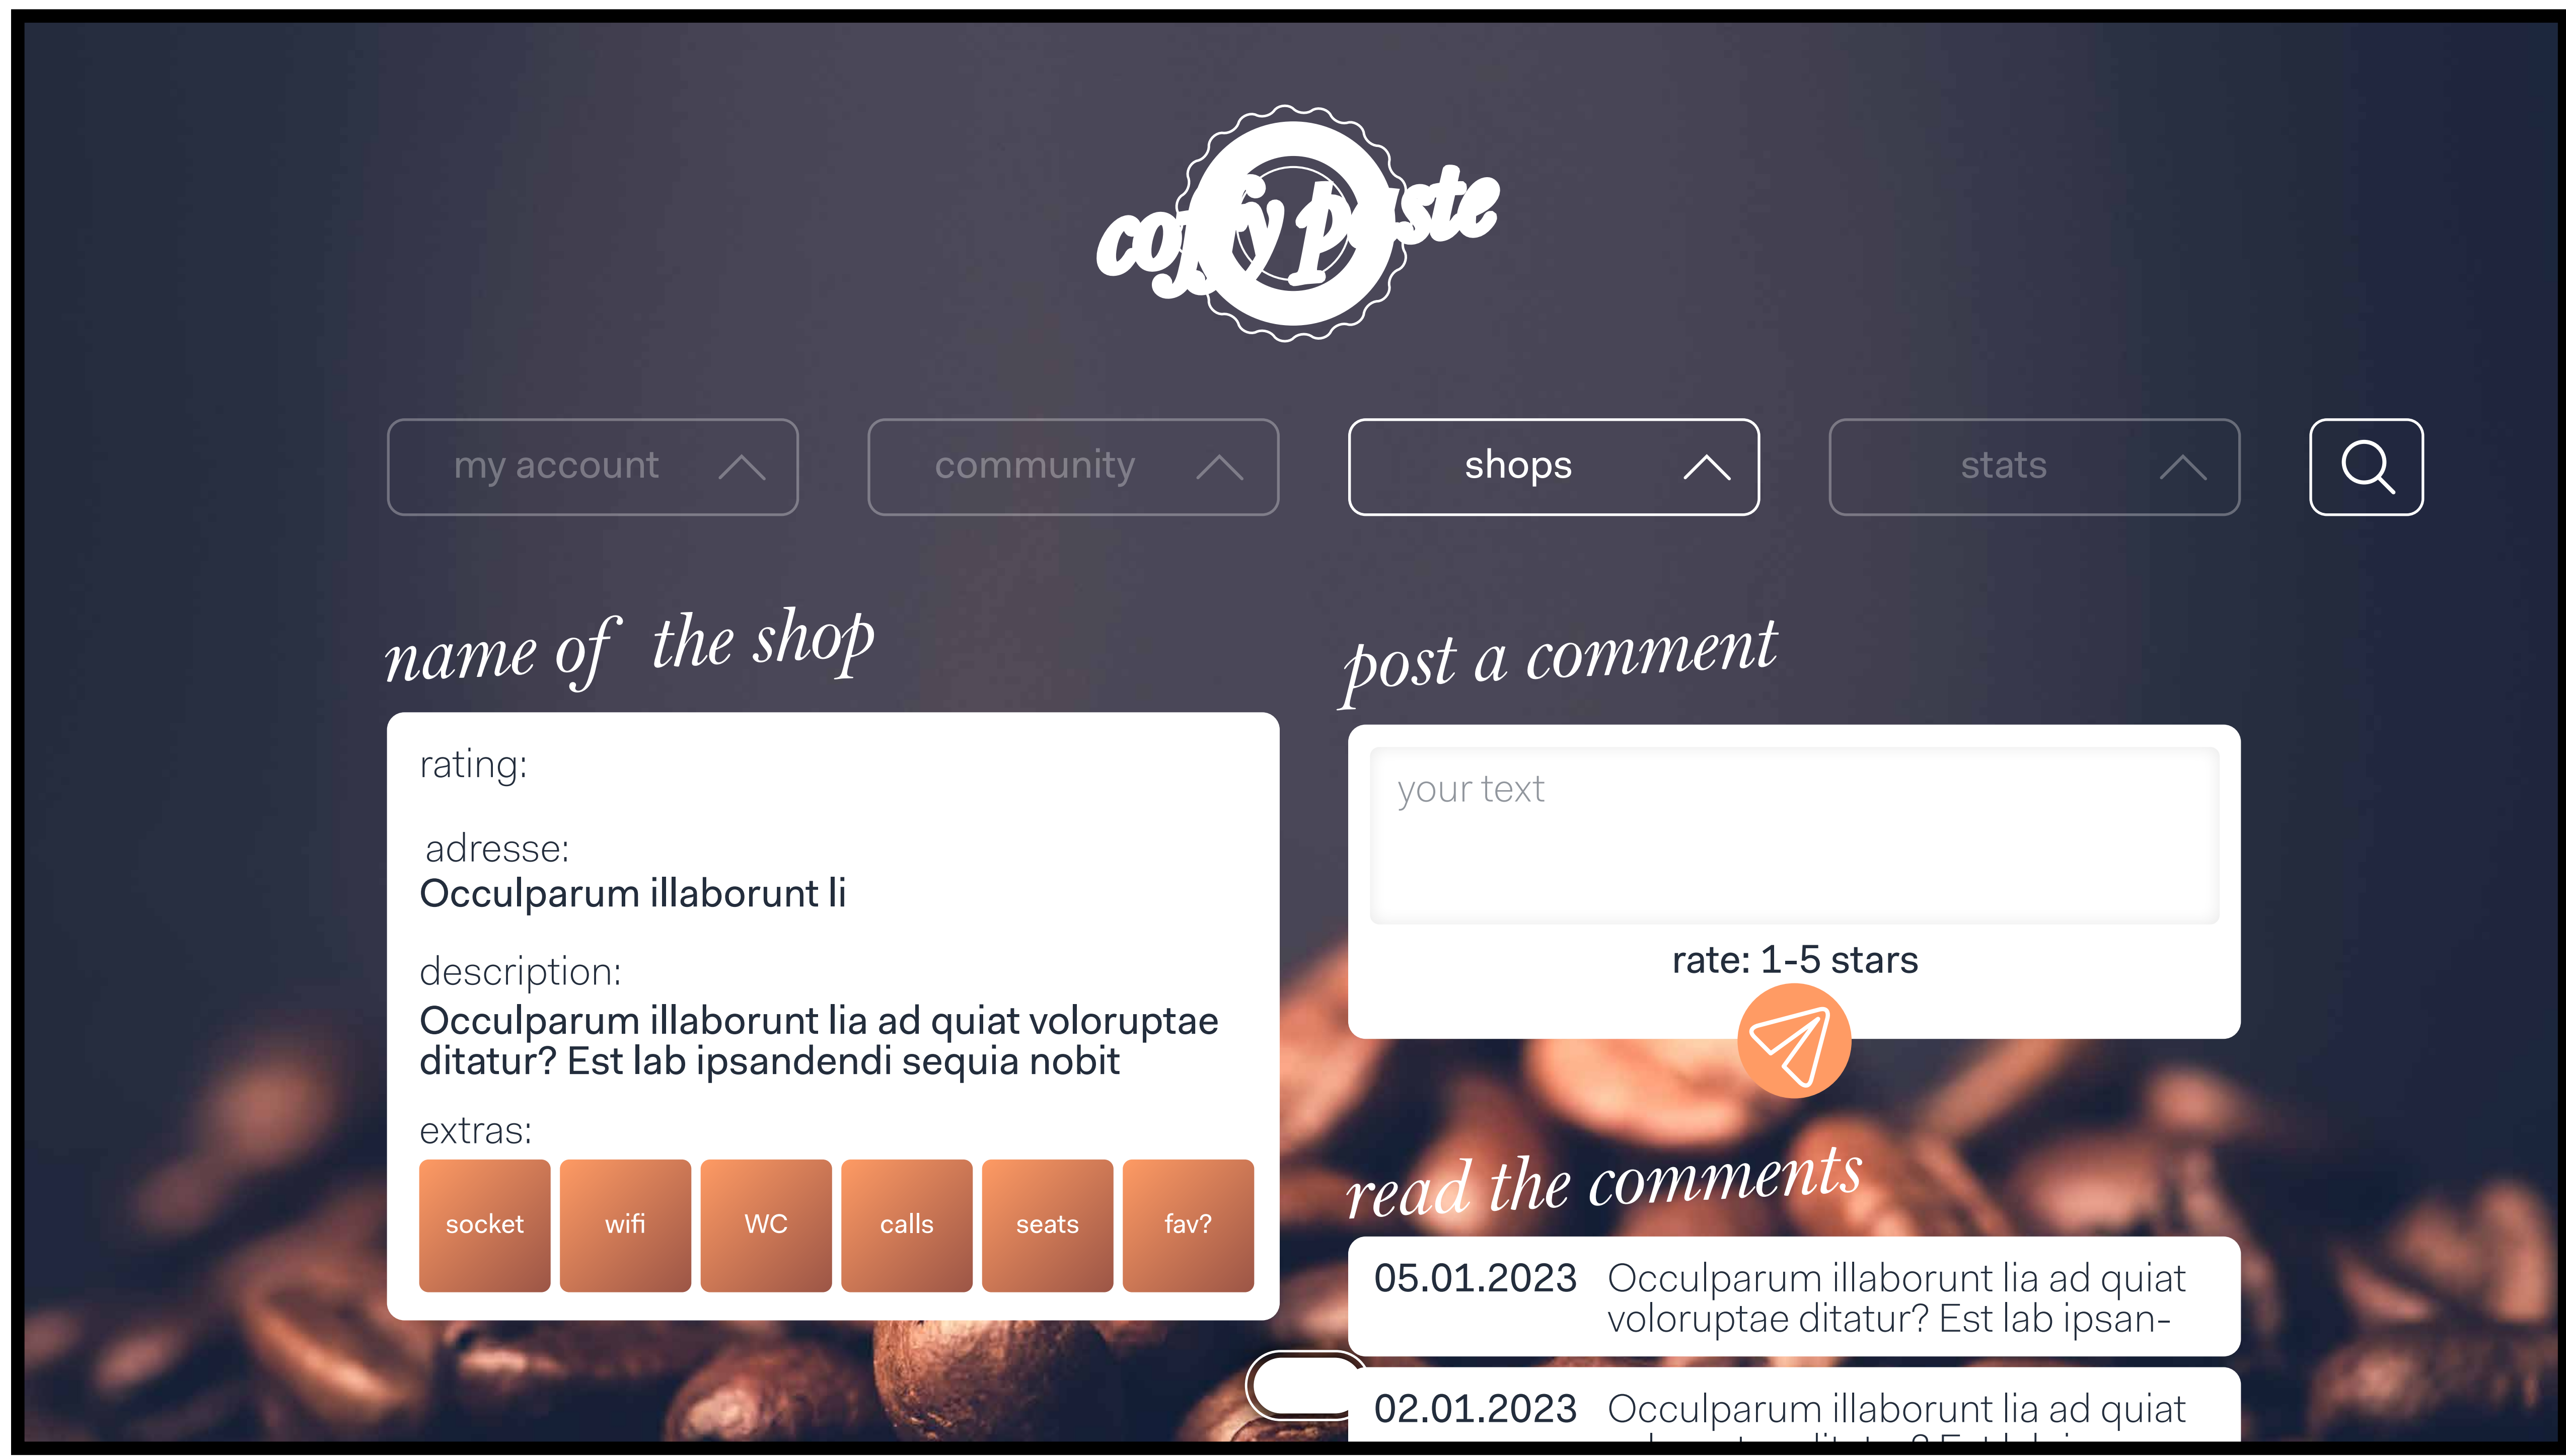 coffy paste
my account
community
shops
stats
name of the shop
rating:
adresse:
Occulparum illaborunt li
description:
Occulparum illaborunt lia ad quiat voloruptae
ditatur? Est lab ipsandendi sequia nobit
extras:
socket
wifi
WC
calls
seats
fav?
post a comment
your text
rate: 1-5 stars
read the comments
05.01.2023 Occulparum illaborunt lia ad quiat
voloruptae ditatur? Est lab ipsan-
02.01.2023 Occulparum illaborunt lia ad quiat